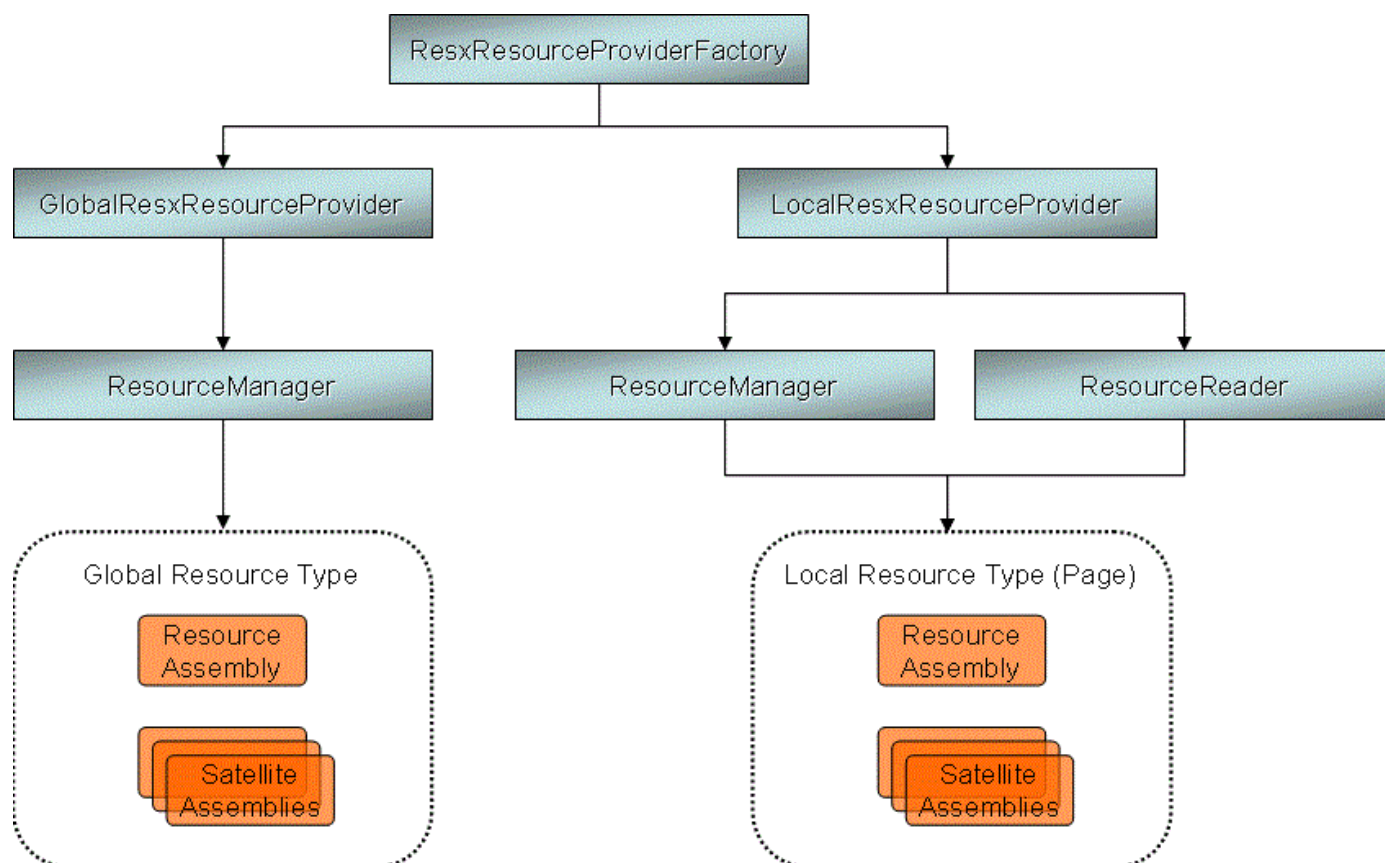 ResxResourceProviderFactory
GlobalResxResourceProvider
LocalResxResourceProvider
ResourceManager
ResourceManager
ResourceReader
Global Resource Type
Resource
Assembly
Satellite
Assemblies
Local Resource Type (Page)
Resource
Assembly
Satellite
Assemblies